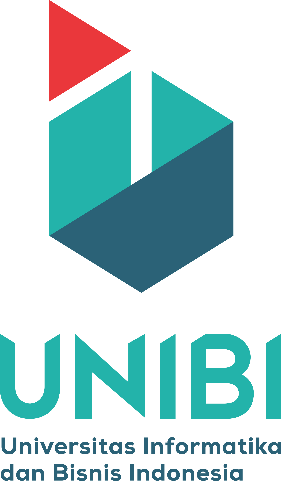 UNIBI
Universitas Informatika
dan Bisnis Indonesia